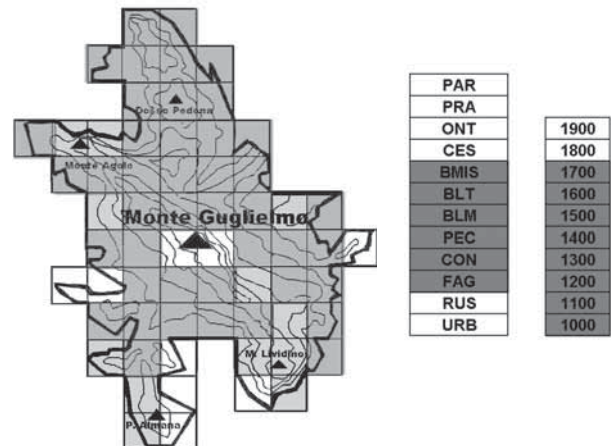 Dosso Pedona
Monte Agolo
Monte Guglielmo
M. Lividino
P. Almana
PAR
PRA
ONT
CES
BMIS
BLT
BLM
PEC
CON
FAG
RUS
URB
1900
1800
1700
1600
1500
1400
1300
1200
1100
1000